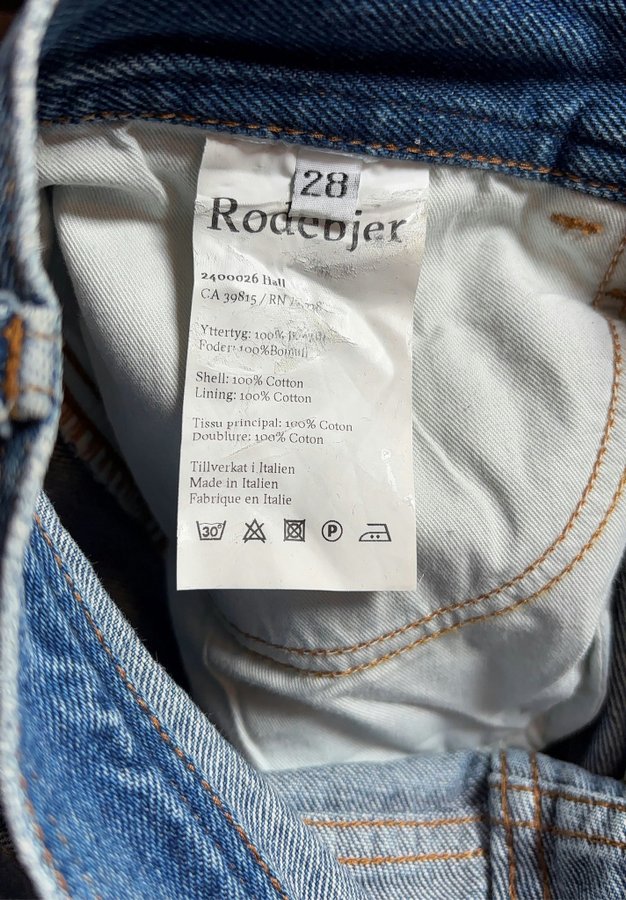 28
Rodebjer
2400026 Hall
CA 39815 / RN
Yttertyg: 100%
Foder: 100%Bomull
Shell: 100% Cotton
Lining: 100% Cotton
Tissu principal: 100% Coton
Doublure: 100% Coton
Tillverkat i Italien
Made in Italien
Fabrique en Italie
30° P